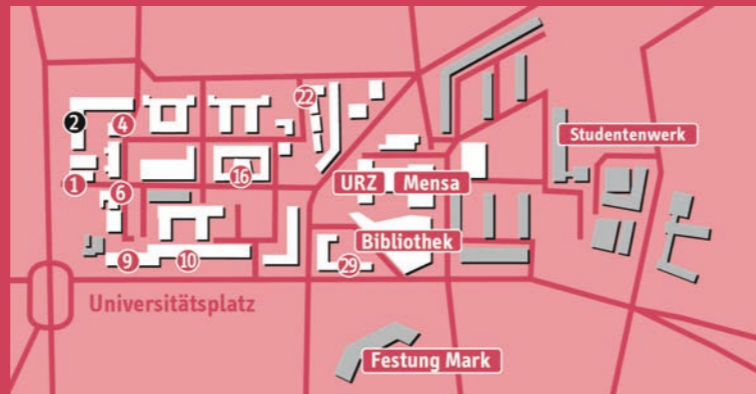 22
2
4
Studentenwerk
1
6
16
URZ
Mensa
Bibliothek
9
10
29
Universitätsplatz
Festung Mark